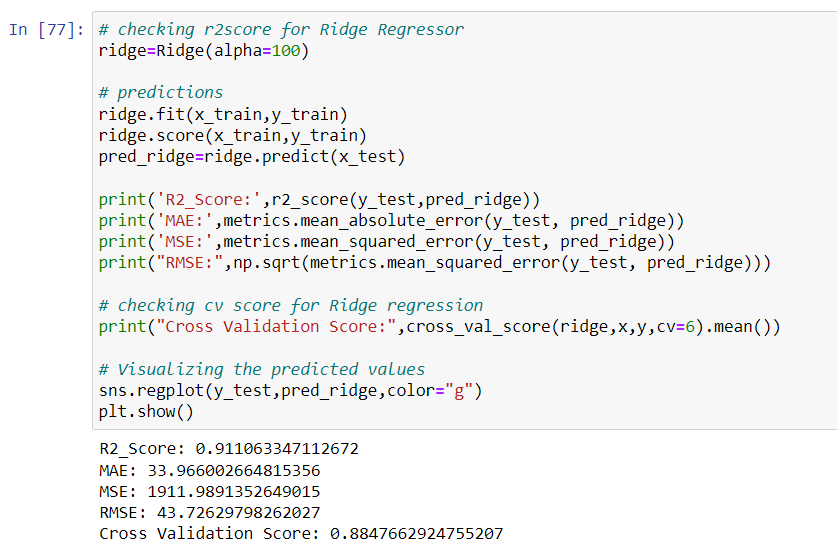 In [77]: # checking r2score for Ridge Regressor
ridge=Ridge(alpha=100)
# predictions
ridge.fit(x_train,y_train)
ridge.score(x_train,y_train)
pred_ridge=ridge.predict(x_test)
print('R2_Score:',r2_score(y_test,pred_ridge))
print('MAE:',metrics.mean_absolute_error(y_test, pred_ridge))
print('MSE:',metrics.mean_squared_error(y_test, pred_ridge))
print("RMSE:",np.sqrt(metrics.mean_squared_error(y_test, pred_ridge)))
# checking cv score for Ridge regression
print("Cross Validation Score:",cross_val_score(ridge,x,y,cv=6).mean())
# Visualizing the predicted values
sns.regplot(y_test,pred_ridge,color="g")
plt.show()
R2_Score: 0.911063347112672
MAE: 33.966002664815356
MSE: 1911.9891352649015
RMSE: 43.72629798262027
Cross Validation Score: 0.8847662924755207